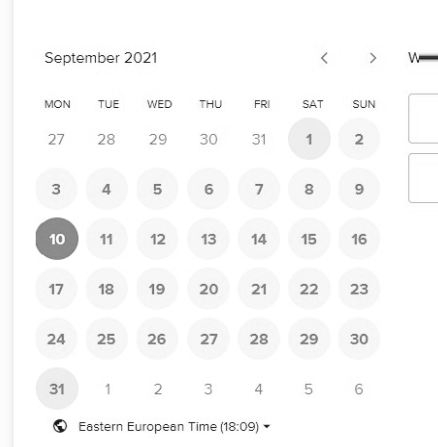 September 2021
MON TUE WED THU FRI SAT SUN
27 28 29 30 31 1 2
3 4 5 6 7 8 9
10 11 12 13 14 15 16
17 18 19 20 21 22 23
24 25 26 27 28 29 30
31 1 2 3 4 5 6
Eastern European Time (18:09)